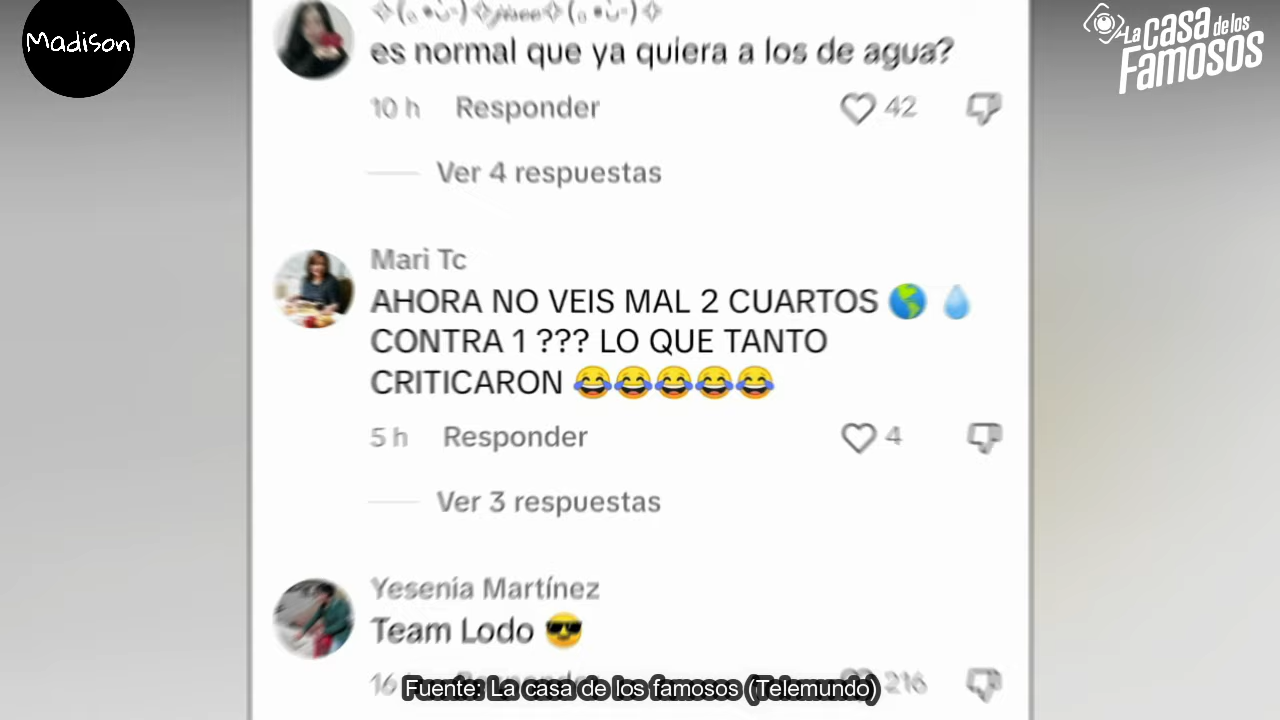 Madison
La CASA de los
Famosos
es normal que ya quiera a los de agua?
10 h Responder 42
Ver 4 respuestas
Mari Tc
AHORA NO VEIS MAL 2 CUARTOS 🌎 💧
CONTRA 1 ??? LO QUE TANTO
CRITICARON 😂😂😂😂😂
5 h Responder 4
Ver 3 respuestas
Yesenia Martínez
Team Lodo 😎
216
Fuente: La casa de los famosos (Telemundo)